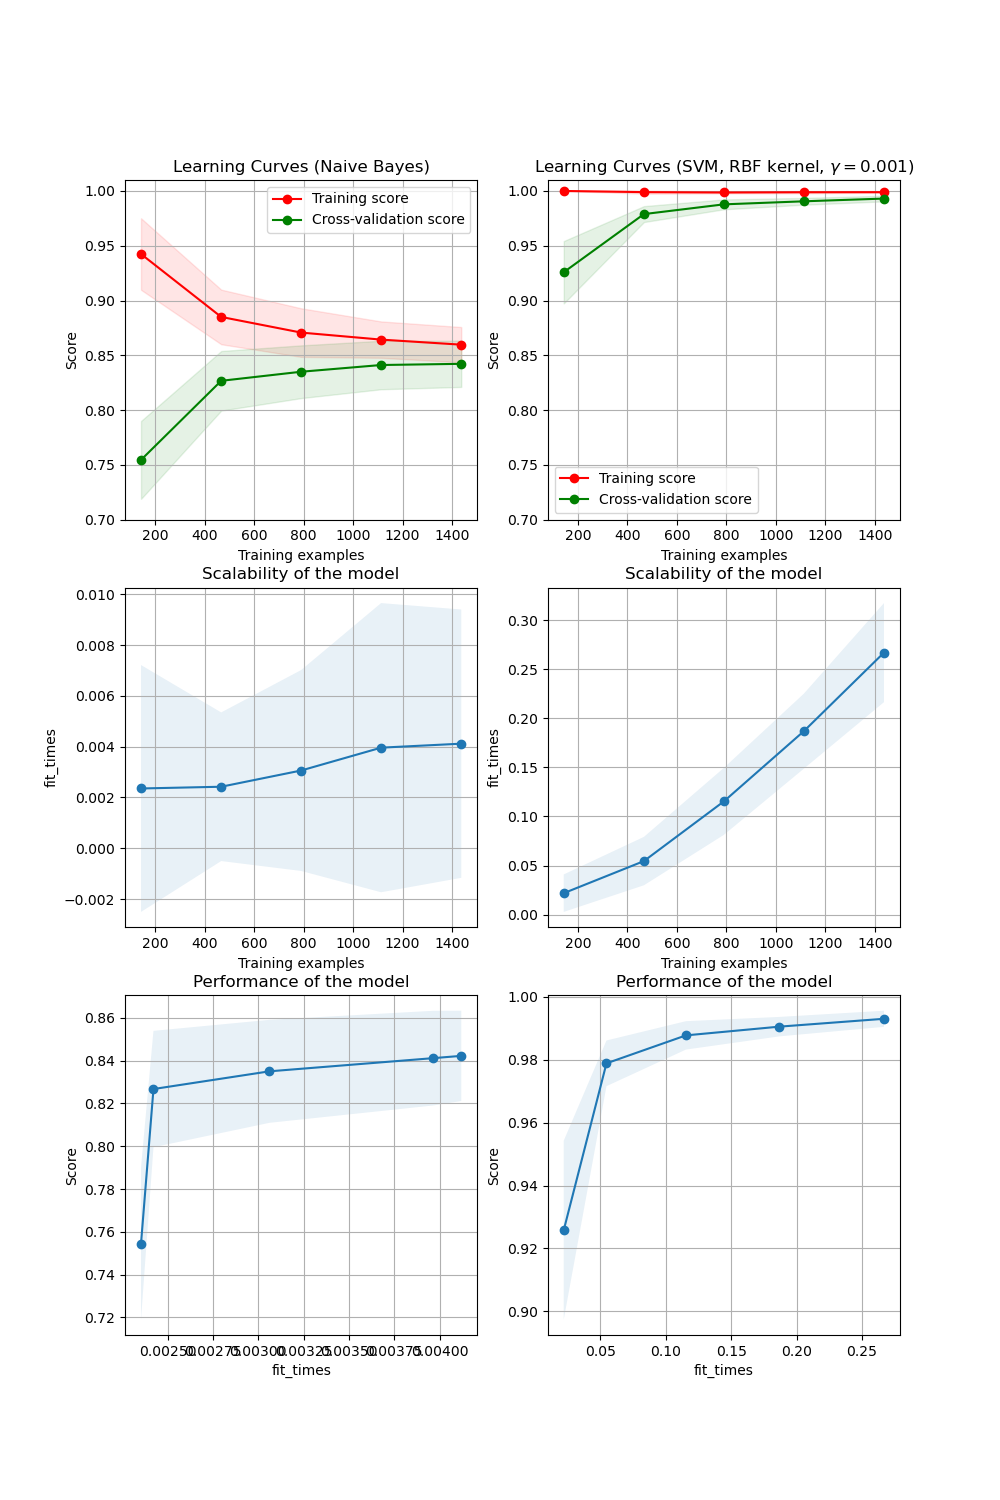 Learning Curves (Naive Bayes)
1.00
0.95
0.90
0.85
0.80
0.75
0.70
Score
Training score
Cross-validation score
200 400 600 800 1000 1200 1400
Training examples
Learning Curves (SVM, RBF kernel, γ = 0.001)
1.00
0.95
0.90
0.85
0.80
0.75
0.70
Score
Training score
Cross-validation score
200 400 600 800 1000 1200 1400
Training examples
Scalability of the model
0.010
0.008
0.006
0.004
0.002
0.000
−0.002
fit_times
200 400 600 800 1000 1200 1400
Training examples
Scalability of the model
0.30
0.25
0.20
0.15
0.10
0.05
0.00
fit_times
200 400 600 800 1000 1200 1400
Training examples
Performance of the model
0.86
0.84
0.82
0.80
0.78
0.76
0.74
0.72
Score
0.00250 0.00275 0.00300 0.00325 0.00350 0.00375 0.00400
fit_times
Performance of the model
1.00
0.98
0.96
0.94
0.92
0.90
Score
0.05 0.10 0.15 0.20 0.25
fit_times